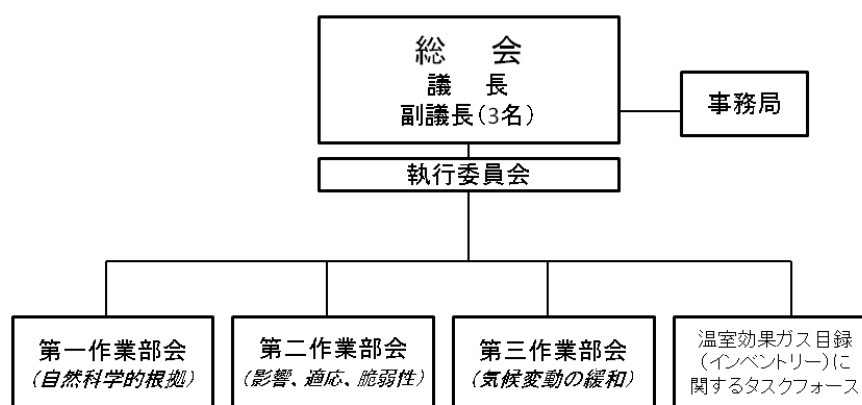 総　会
議　長
副議長(3名)
事務局
執行委員会
第一作業部会
(自然科学的根拠)
第二作業部会
(影響、適応、脆弱性)
第三作業部会
(気候変動の緩和)
温室効果ガス目録
(インベントリー)に
関するタスクフォース